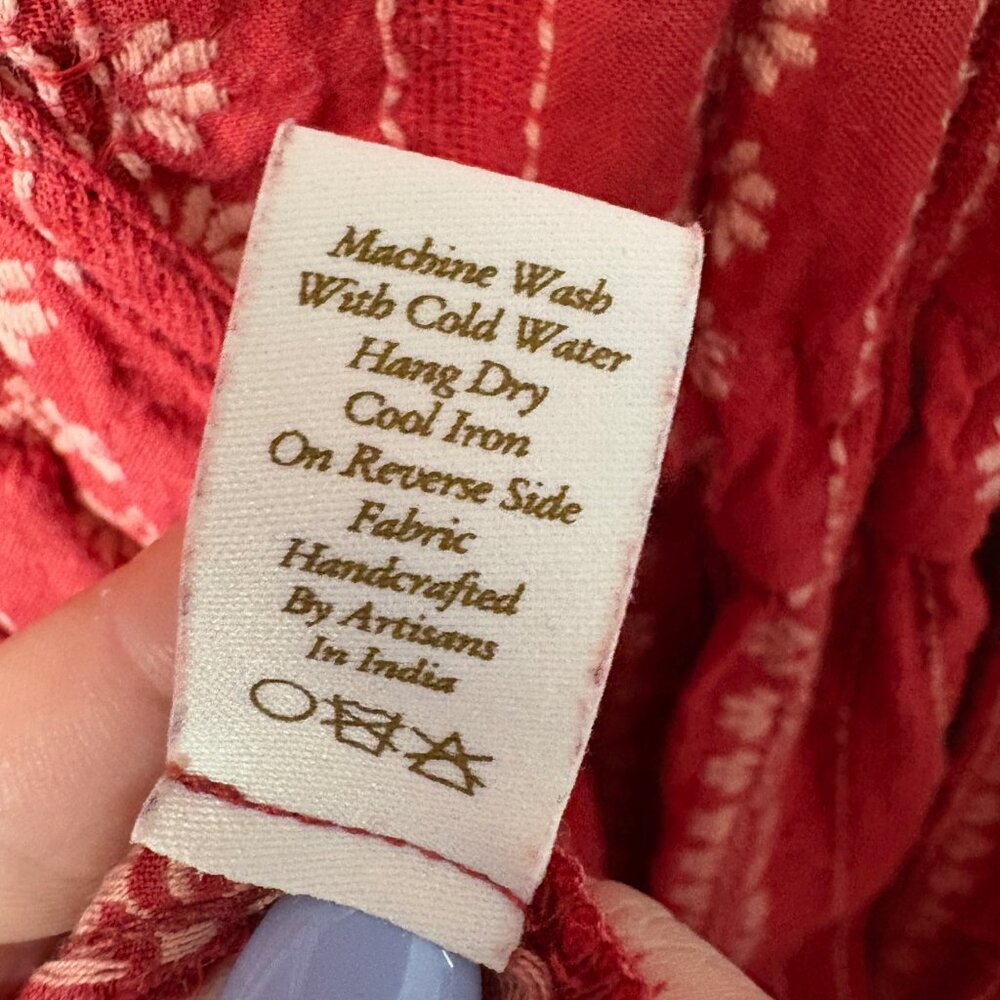 Machine Wash
With Cold Water
Hang Dry
Cool Iron
On Reverse Side
Fabric
Handcrafted
By Artisans
In India